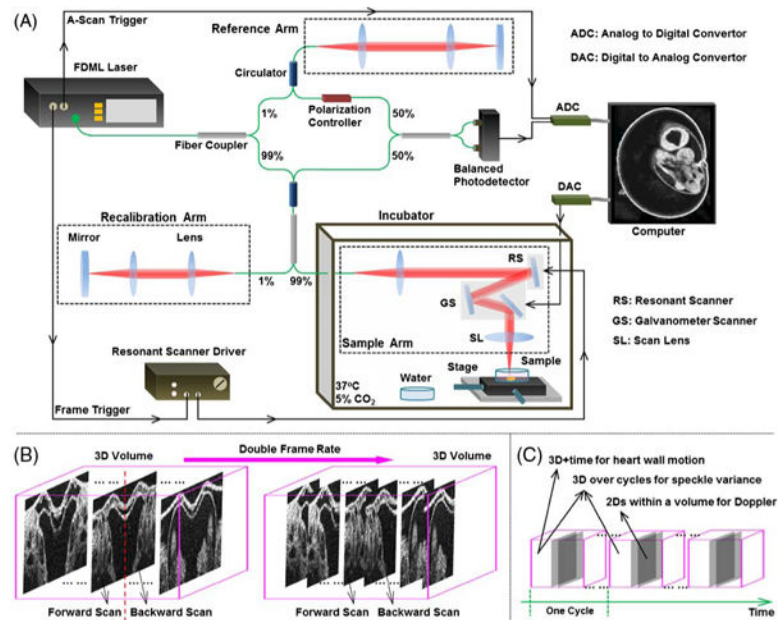 (A)
A-Scan Trigger
FDML Laser
Reference Arm
Circulator
ADC: Analog to Digital Convertor
DAC: Digital to Analog Convertor
1%
Polarization
Controller
50%
ADC
Fiber Coupler
99%
50%
Balanced
Photodetector
DAC
Computer
Recalibration Arm
Mirror
Lens
1%
99%
Incubator
RS
GS
SL
Sample Arm
Stage
Sample
Water
37°C
5% CO2
RS: Resonant Scanner
GS: Galvanometer Scanner
SL: Scan Lens
Resonant Scanner Driver
Frame Trigger
(B)
3D Volume
Double Frame Rate
3D Volume
... ...
... ...
... ...
... ...
... ...
... ...
... ...
... ...
Forward Scan
Backward Scan
Forward Scan
Backward Scan
(C)
3D+time for heart wall motion
3D over cycles for speckle variance
2Ds within a volume for Doppler
... ...
... ...
... ...
One Cycle
Time